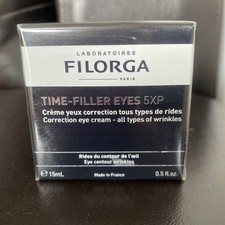 LABORATOIRES
FILORGA
PARIS
TIME-FILLER EYES 5XP
Crème yeux correction tous types de rides
Correction eye cream - all types of wrinkles
Rides du contour de l'œil
Eye contour wrinkles
℮ 15mL Made in France 0.5 fl.oz.